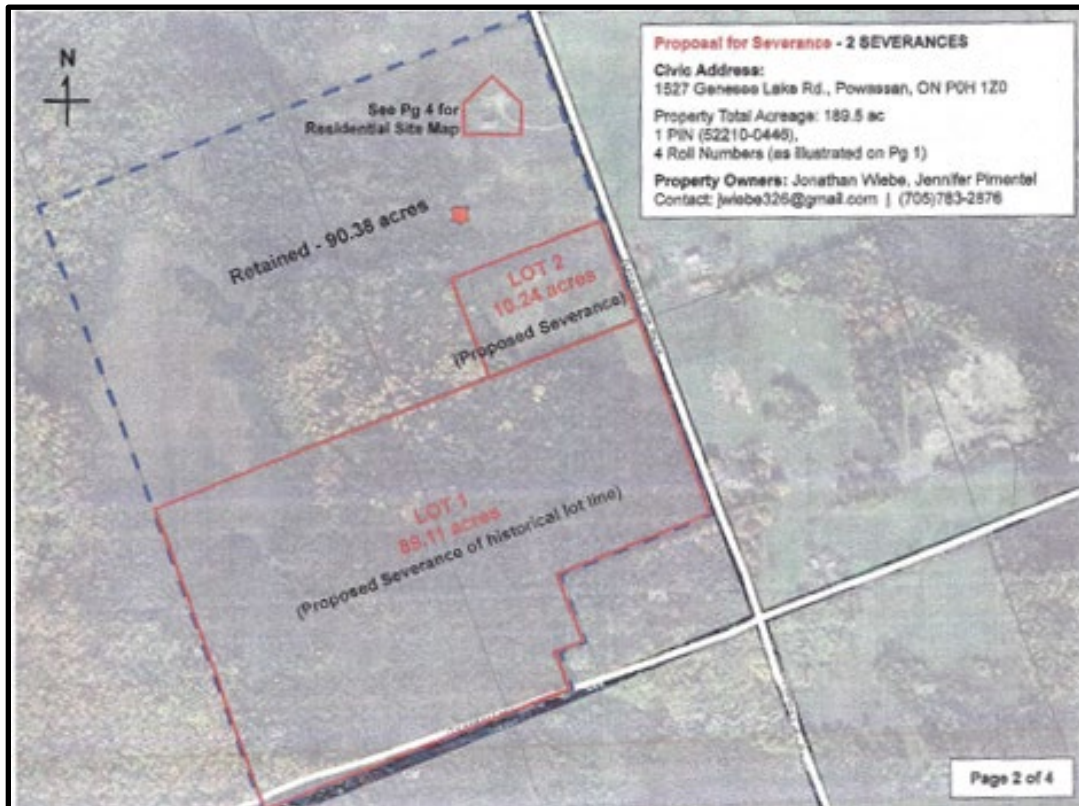 N
See Pg 4 for
Residential Site Map
Proposal for Severance - 2 SEVERANCES
Civic Address:
1527 Genesee Lake Rd., Powassan, ON P0H 1Z0
Property Total Acreage: 189.5 ac
1 PIN (52210-0446),
4 Roll Numbers (as illustrated on Pg 1)
Property Owners: Jonathan Wiebe, Jennifer Pimentel
Contact: jwiebe326@gmail.com | (705)783-2876
Retained - 90.38 acres
LOT 2
10.24 acres
(Proposed Severance)
LOT 1
89.11 acres
(Proposed Severance of historical lot line)
Page 2 of 4